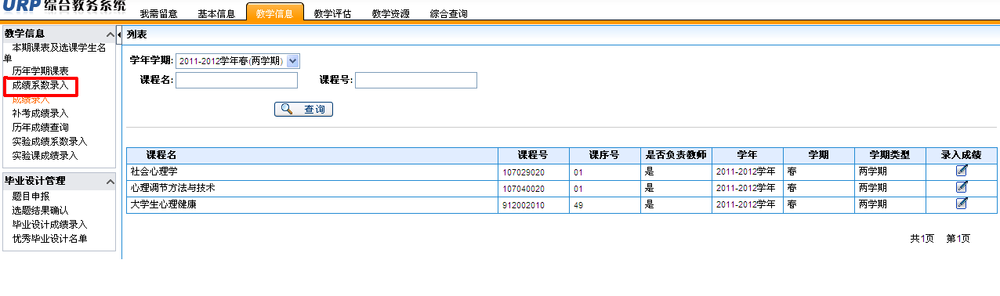 URP 综合教务系统
我需留意 基本信息 教学信息 教学评估 教学资源 综合查询
教学信息
本期课表及选课学生名
单
历年学期课表
成绩系数录入
成绩录入
补考成绩录入
历年成绩查询
实验成绩系数录入
实验课成绩录入
毕业设计管理
题目申报
选题结果确认
毕业设计成绩录入
优秀毕业设计名单
列表
学年学期: 2011-2012学年春(两学期)
课程名: 课程号:
查询
课程名 课程号 课序号 是否负责教师 学年 学期 学期类型 录入成绩
社会心理学 107029020 01 是 2011-2012学年 春 两学期
心理调节方法与技术 107040020 01 是 2011-2012学年 春 两学期
大学生心理健康 912002010 49 是 2011-2012学年 春 两学期
共1页 第1页